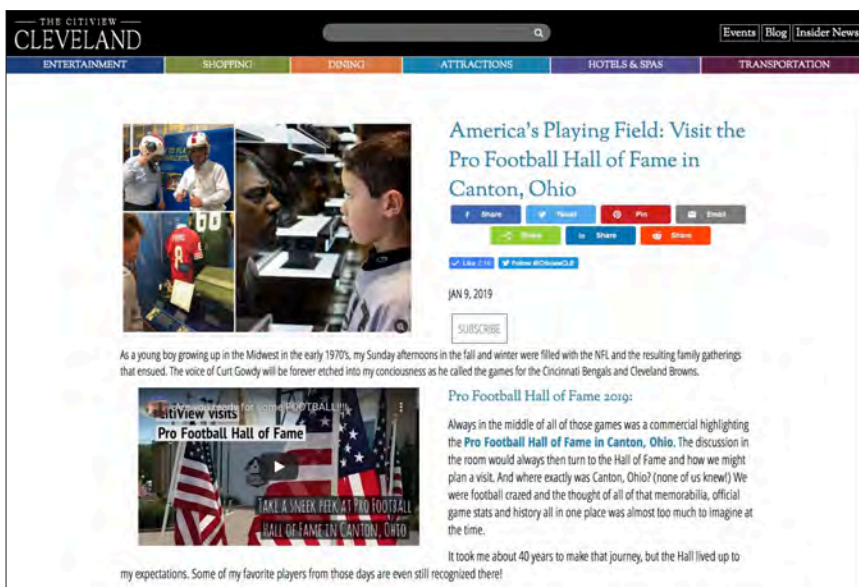 THE CITIVIEW
CLEVELAND
Events Blog Insider News
ENTERTAINMENT SHOPPING DINING ATTRACTIONS HOTELS & SPAS TRANSPORTATION
America's Playing Field: Visit the
Pro Football Hall of Fame in
Canton, Ohio
Share Tweet Pin Email
Share Share Share
Like Follow
JAN 9, 2019
SUBSCRIBE
8
As a young boy growing up in the Midwest in the early 1970's, my Sunday afternoons in the fall and winter were filled with the NFL and the resulting family gatherings
that ensued. The voice of Curt Gowdy will be forever etched into my conciousness as he called the games for the Cincinnati Bengals and Cleveland Browns.
Are you ready for some FOOTBALL!!!!
CitiView visits
Pro Football Hall of Fame
TAKE A SNEEK PEEK AT PRO FOOTBALL
HALL OF FAME IN CANTON, OHIO
Pro Football Hall of Fame 2019:
Always in the middle of all of those games was a commercial highlighting
the Pro Football Hall of Fame in Canton, Ohio. The discussion in
the room would always then turn to the Hall of Fame and how we might
plan a visit. And where exactly was Canton, Ohio? (none of us knew!) We
were football crazed and the thought of all of that memorabilia, official
game stats and history all in one place was almost too much to imagine at
the time.
It took me about 40 years to make that journey, but the Hall lived up to
my expectations. Some of my favorite players from those days are even still recognized there!